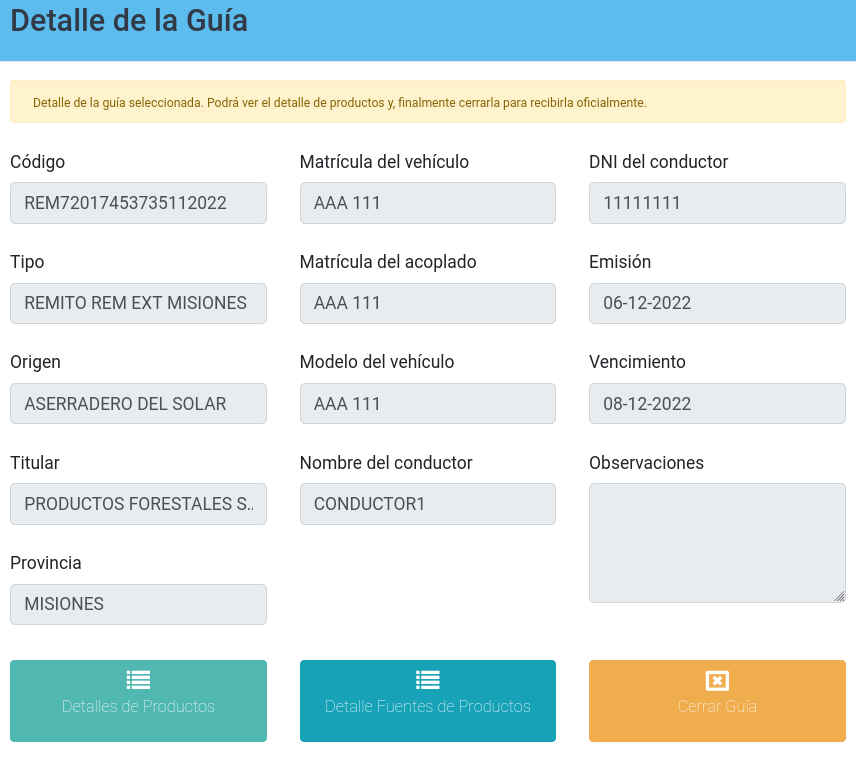 Detalle de la Guía
Detalle de la guía seleccionada. Podrá ver el detalle de productos y, finalmente cerrarla para recibirla oficialmente.
Código
Matrícula del vehículo
DNI del conductor
REM72017453735112022
AAA 111
11111111
Tipo
Matrícula del acoplado
Emisión
REMITO REM EXT MISIONES
AAA 111
06-12-2022
Origen
Modelo del vehículo
Vencimiento
ASERRADERO DEL SOLAR
AAA 111
08-12-2022
Titular
Nombre del conductor
Observaciones
PRODUCTOS FORESTALES S..
CONDUCTOR1
Provincia
MISIONES
Detalles de Productos
Detalle Fuentes de Productos
Cerrar Guía